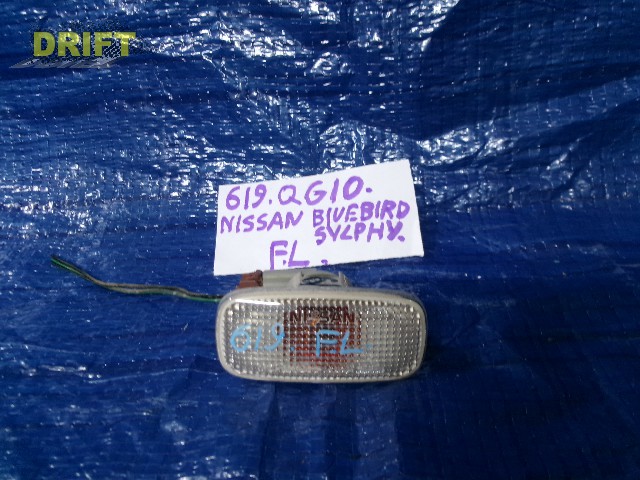 DRIFT
619.QG10.
NISSAN BLUEBIRD
SYLPHY.
F.L.
NISSAN
619. FL